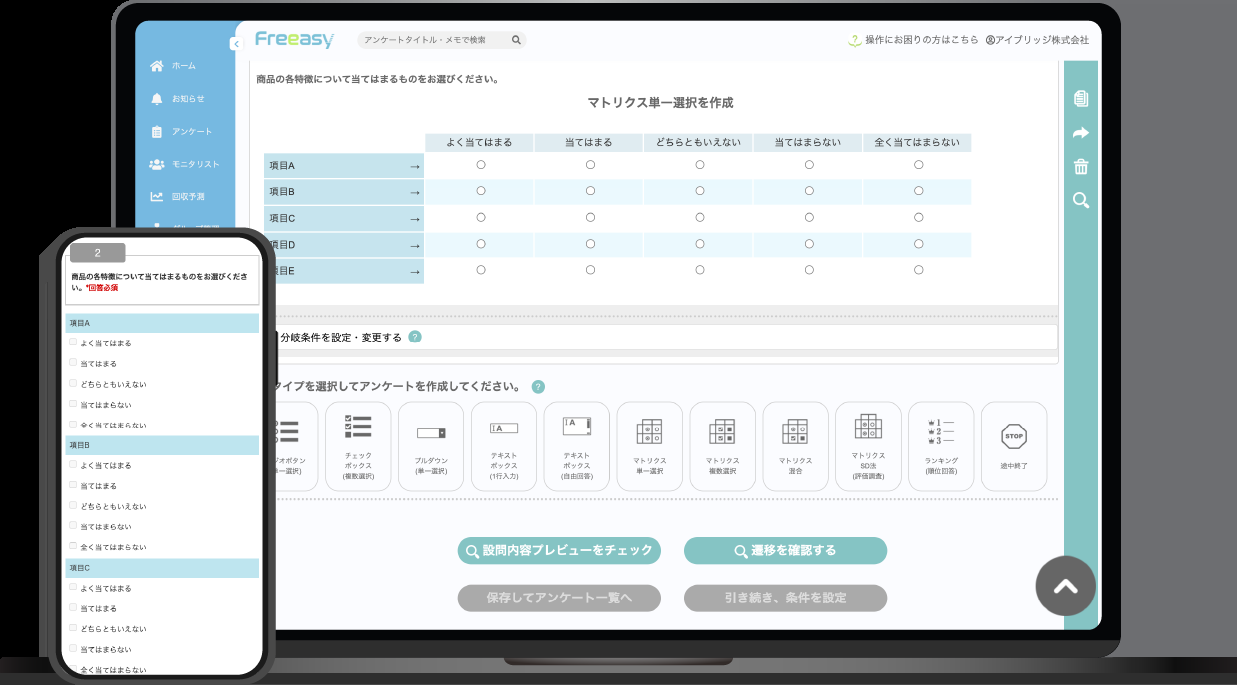 Freeasy
アンケートタイトル・メモで検索
操作にお困りの方はこちら
アイブリッジ株式会社
ホーム
お知らせ
アンケート
モニタリスト
回収予測
商品の各特徴について当てはまるものをお選びください。
マトリクス単一選択を作成
よく当てはまる 当てはまる どちらともいえない 当てはまらない 全く当てはまらない
項目A →
項目B →
項目C →
項目D →
項目E →
分岐条件を設定・変更する ?
タイプを選択してアンケートを作成してください。 ?
オボタン
単一選択)
チェック
ボックス
(複数選択)
プルダウン
(単一選択)
テキスト
ボックス
(1行入力)
テキスト
ボックス
(自由回答)
マトリクス
単一選択
マトリクス
複数選択
マトリクス
混合
マトリクス
SD法
(評価調査)
1
2
3
ランキング
(順位回答)
STOP
途中終了
設問内容プレビューをチェック
遷移を確認する
保存してアンケート一覧へ
引き続き、条件を設定
2
商品の各特徴について当てはまるものをお選びくださ
い。*回答必須
項目A
よく当てはまる
当てはまる
どちらともいえない
当てはまらない
全く当てはまらない
項目B
よく当てはまる
当てはまる
どちらともいえない
当てはまらない
全く当てはまらない
項目C
よく当てはまる
当てはまる
どちらともいえない
当てはまらない
全く当てはまらない